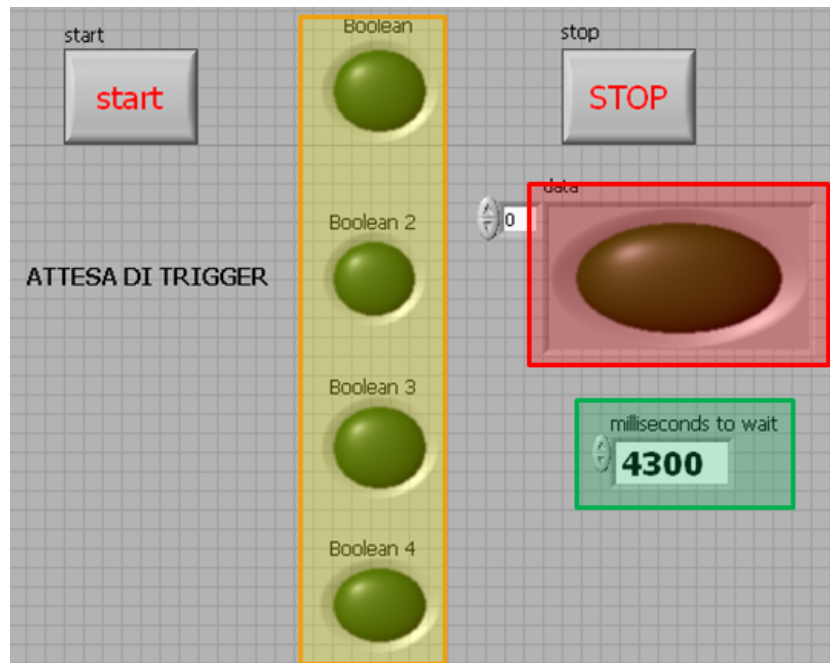 start
start
Boolean
stop
STOP
data
0
Boolean 2
ATTESA DI TRIGGER
Boolean 3
milliseconds to wait
4300
Boolean 4